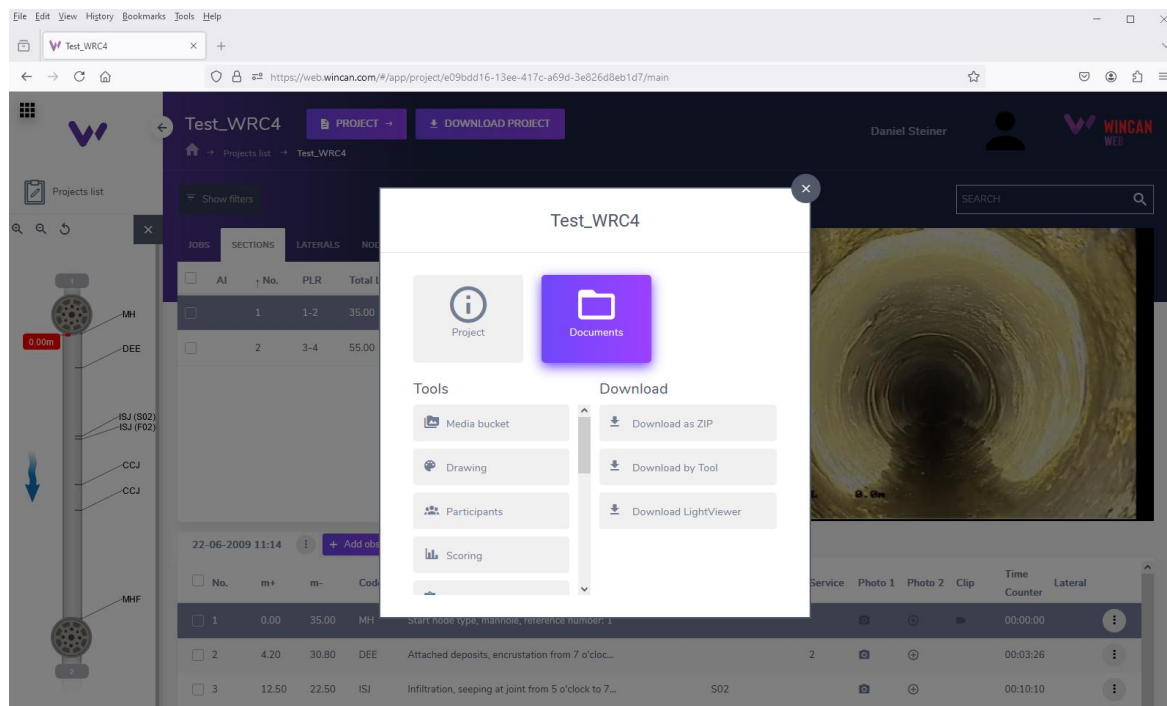 File Edit View History Bookmarks Tools Help
Test_WRC4
https://web.wincan.com/#/app/project/e09bdd16-13ee-417c-a69d-3e826d8eb1d7/main
Test_WRC4 PROJECT → DOWNLOAD PROJECT
Projects list → Test_WRC4
Daniel Steiner
WINCAN
WEB
Projects list
Show filters
SEARCH
JOBS SECTIONS LATERALS
AI ↑ No. PLR Total
1 1-2 35.00
2 3-4 55.00
1
MH
0.00m
DEE
ISJ (S02)
ISJ (F02)
CCJ
CCJ
MHF
2
Test_WRC4
Project
Documents
Tools
Media bucket
Drawing
Participants
Scoring
Download
Download as ZIP
Download by Tool
Download LightViewer
0.0m
22-06-2009 11:14 + Add
No. m+ m- Service Photo 1 Photo 2 Clip Time Counter Lateral
1 0.00 35.00 MH Start node type, manhole, reference number: 1 00:00:00
2 4.20 30.80 DEE Attached deposits, encrustation from 7 o'cloc... 2 00:03:26
3 12.50 22.50 ISJ Infiltration, seeping at joint from 5 o'clock to 7... S02 00:10:10